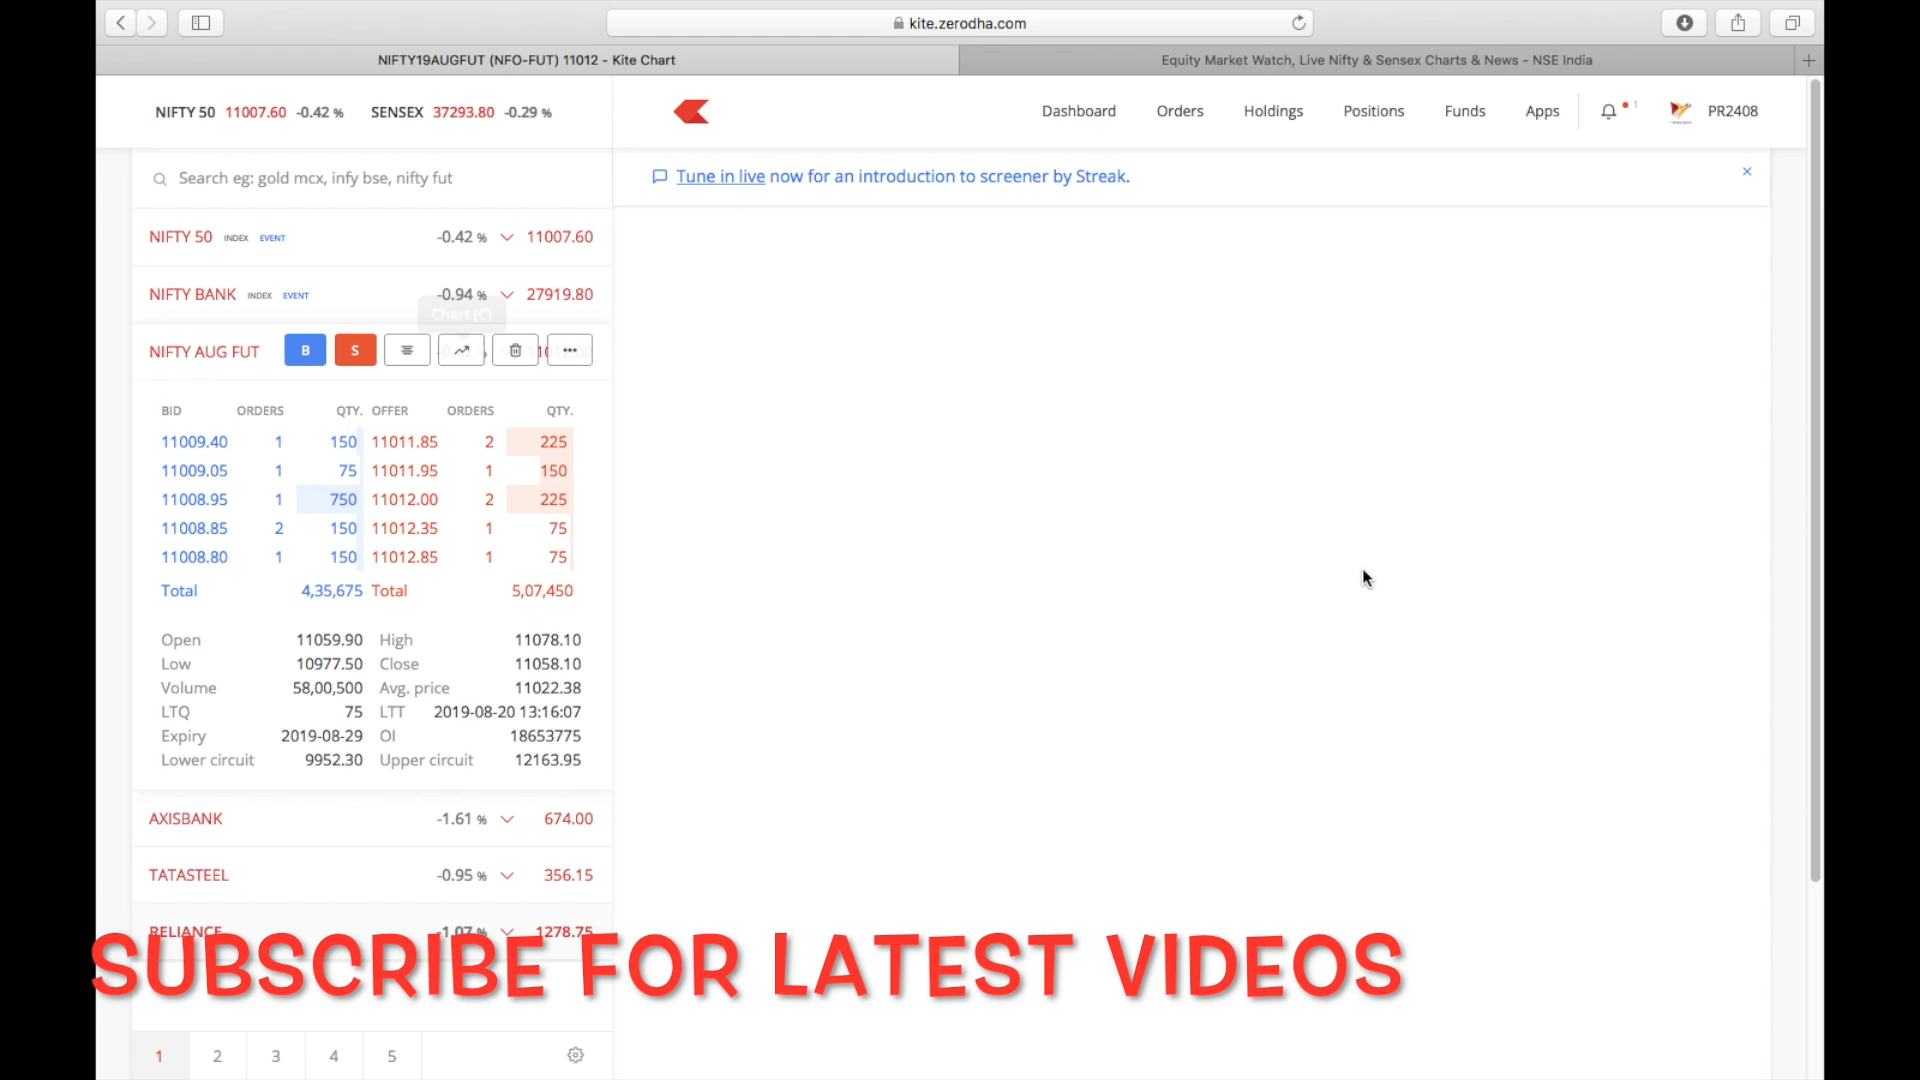 kite.zerodha.com
NIFTY19AUGFUT (NFO-FUT) 11012 - Kite Chart
Equity Market Watch, Live Nifty & Sensex Charts & News - NSE India
NIFTY 50 11007.60 -0.42 % SENSEX 37293.80 -0.29 %
Dashboard Orders Holdings Positions Funds Apps 1 PR2408
Search eg: gold mcx, infy bse, nifty fut
Tune in live now for an introduction to screener by Streak.
NIFTY 50 INDEX EVENT -0.42 % 11007.60
NIFTY BANK INDEX EVENT -0.94 % 27919.80
Chart (C)
NIFTY AUG FUT B S
BID ORDERS QTY. OFFER ORDERS QTY.
11009.40 1 150 11011.85 2 225
11009.05 1 75 11011.95 1 150
11008.95 1 750 11012.00 2 225
11008.85 2 150 11012.35 1 75
11008.80 1 150 11012.85 1 75
Total 4,35,675 Total 5,07,450
Open 11059.90 High 11078.10
Low 10977.50 Close 11058.10
Volume 58,00,500 Avg. price 11022.38
LTQ 75 LTT 2019-08-20 13:16:07
Expiry 2019-08-29 OI 18653775
Lower circuit 9952.30 Upper circuit 12163.95
AXISBANK -1.61 % 674.00
TATASTEEL -0.95 % 356.15
RELIANCE -1.07 % 1278.75
SUBSCRIBE FOR LATEST VIDEOS
1 2 3 4 5